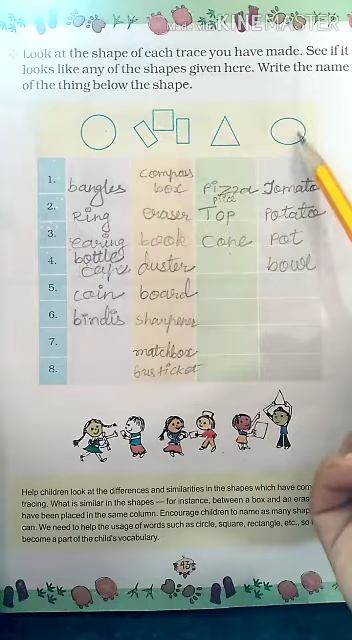 Made with KINEMASTER
Look at the shape of each trace you have made. See if it
looks like any of the shapes given here. Write the name
of the thing below the shape.
1. bangles compass box Pizza piece Tomato
2. Ring eraser Top Potatoo
3. earing book Cone Pot
4. bottle caps duster bowl
5. coin board
6. bindis sharpener
7. matchbox
8. bus ticket
Help children look at the differences and similarities in the shapes which have com
tracing. What is similar in the shapes — for instance, between a box and an eras
have been placed in the same column. Encourage children to name as many shap
can. We need to help the usage of words such as circle, square, rectangle, etc., so
become a part of the child's vocabulary.
93